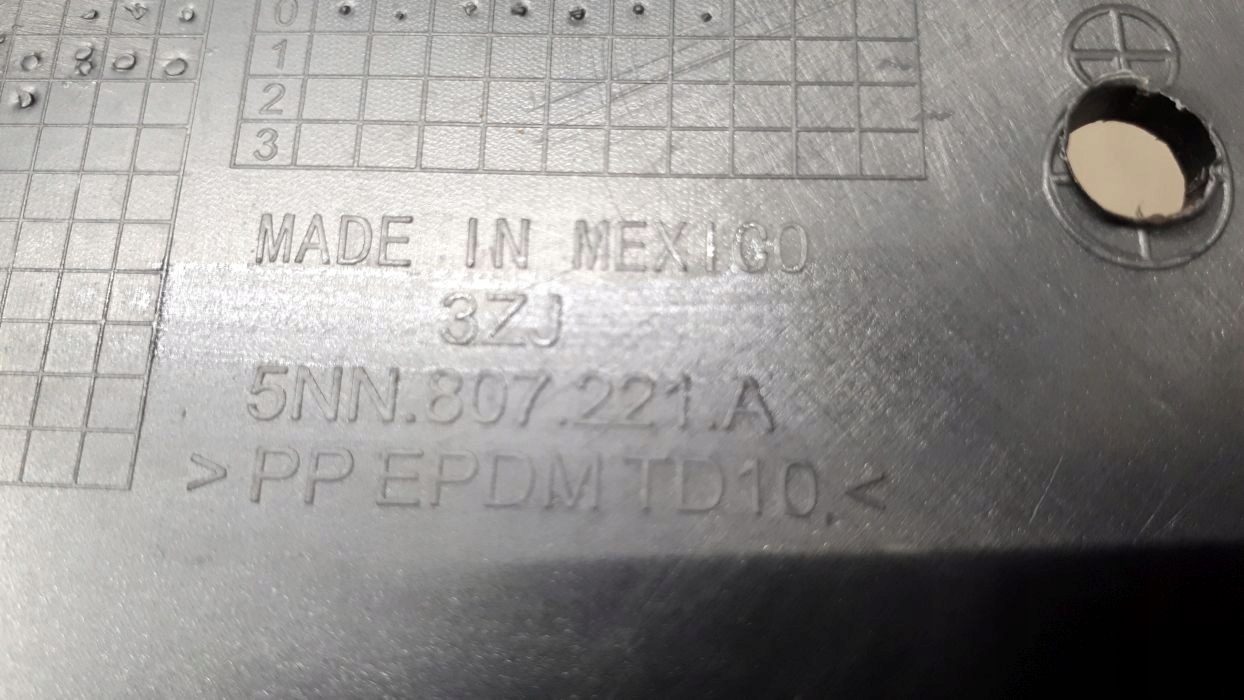 0
1
2
3
MADE IN MEXICO
3ZJ
5NN.807.221.A
>PP EPDM TD10.<